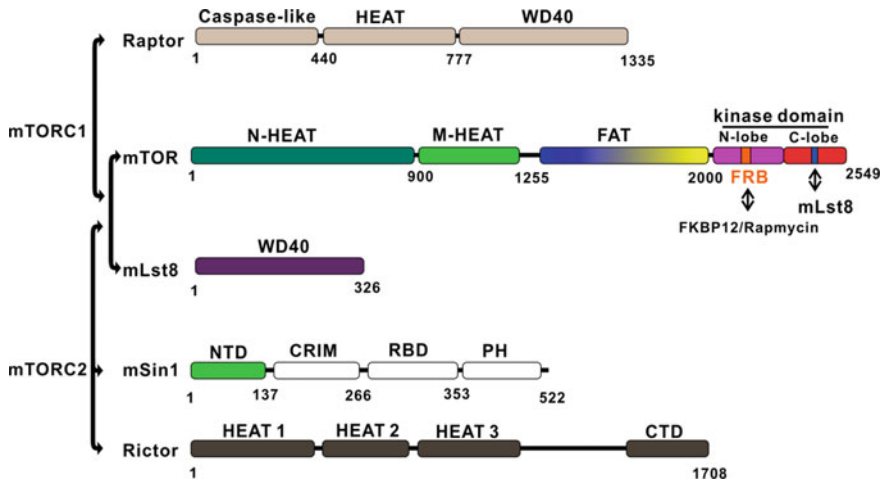 Caspase-like HEAT WD40
Raptor
1 440 777 1335
mTORC1
kinase domain
N-HEAT M-HEAT FAT N-lobe C-lobe
mTOR
1 900 1255 2000 FRB 2549
mLst8
FKBP12/Rapmycin
WD40
mLst8
1 326
mTORC2
NTD CRIM RBD PH
mSin1
1 137 266 353 522
HEAT 1 HEAT 2 HEAT 3 CTD
Rictor
1 1708